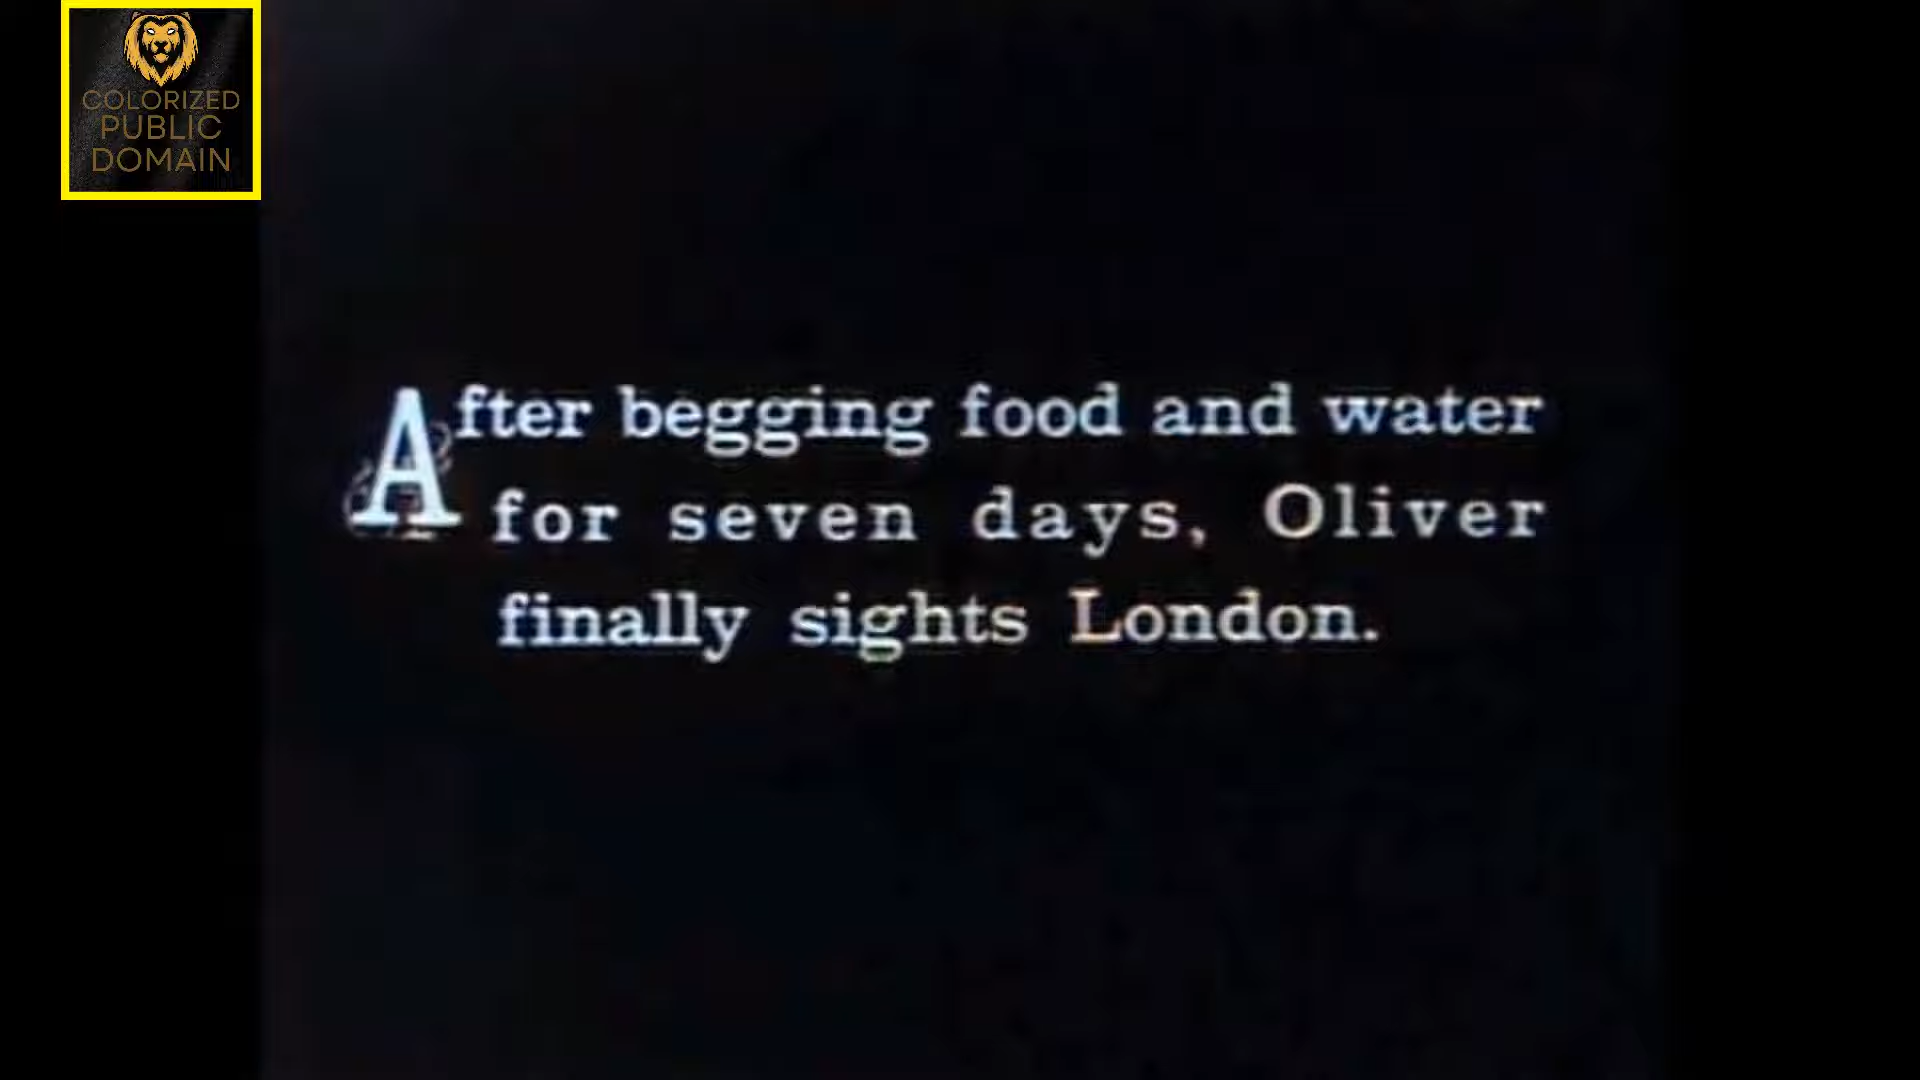 COLORIZED
PUBLIC
DOMAIN
After begging food and water
for seven days, Oliver
finally sights London.